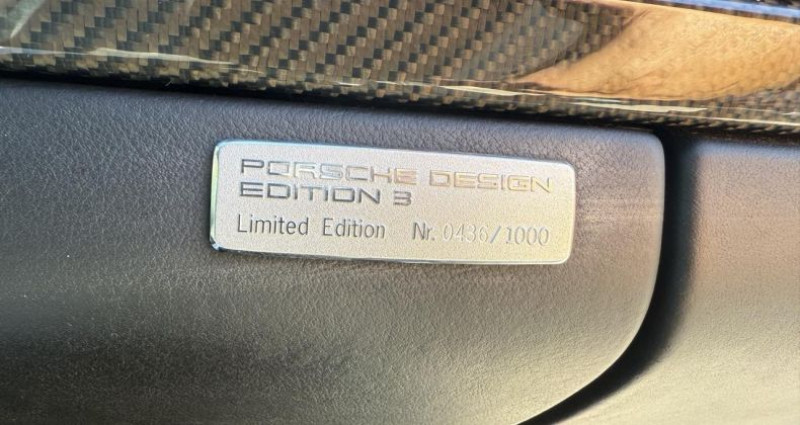 PORSCHE DESIGN
EDITION 3
Limited Edition Nr. 0436/1000